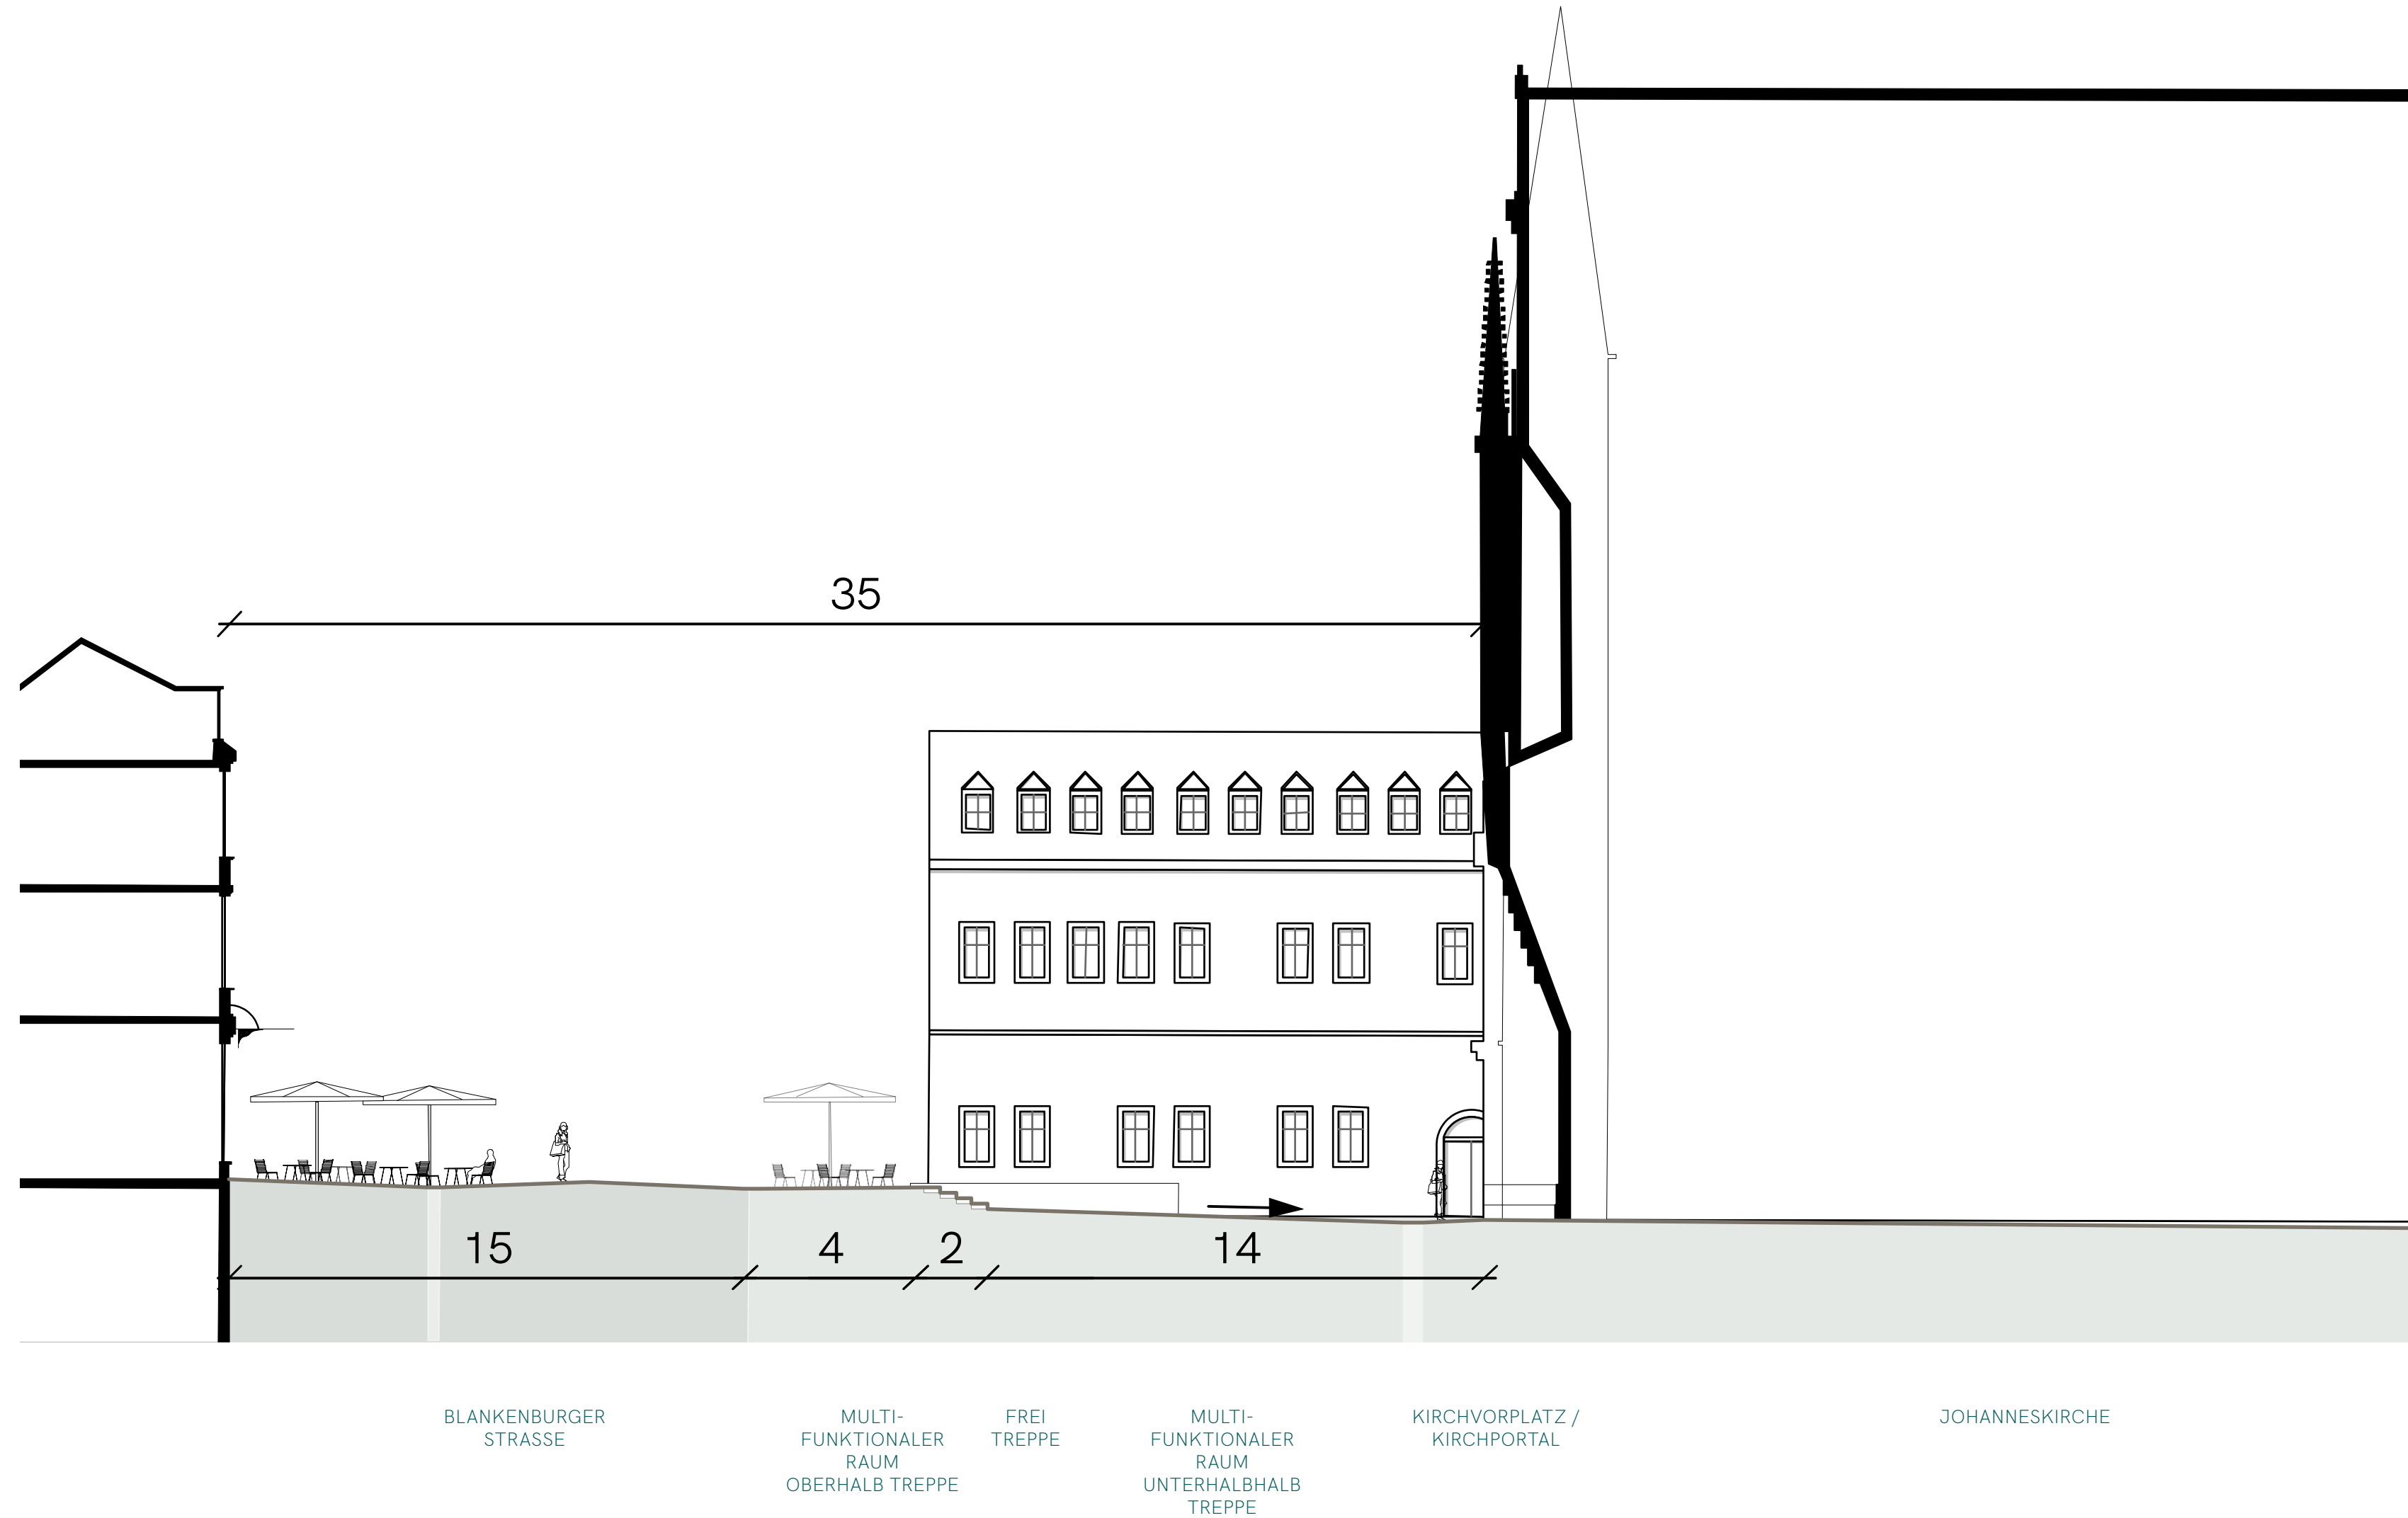 35
15
4
2
14
BLANKENBURGER
STRASSE
MULTI-
FUNKTIONALER
RAUM
OBERHALB TREPPE
FREI
TREPPE
MULTI-
FUNKTIONALER
RAUM
UNTERHALBHALB
TREPPE
KIRCHVORPLATZ /
KIRCHPORTAL
JOHANNESKIRCHE